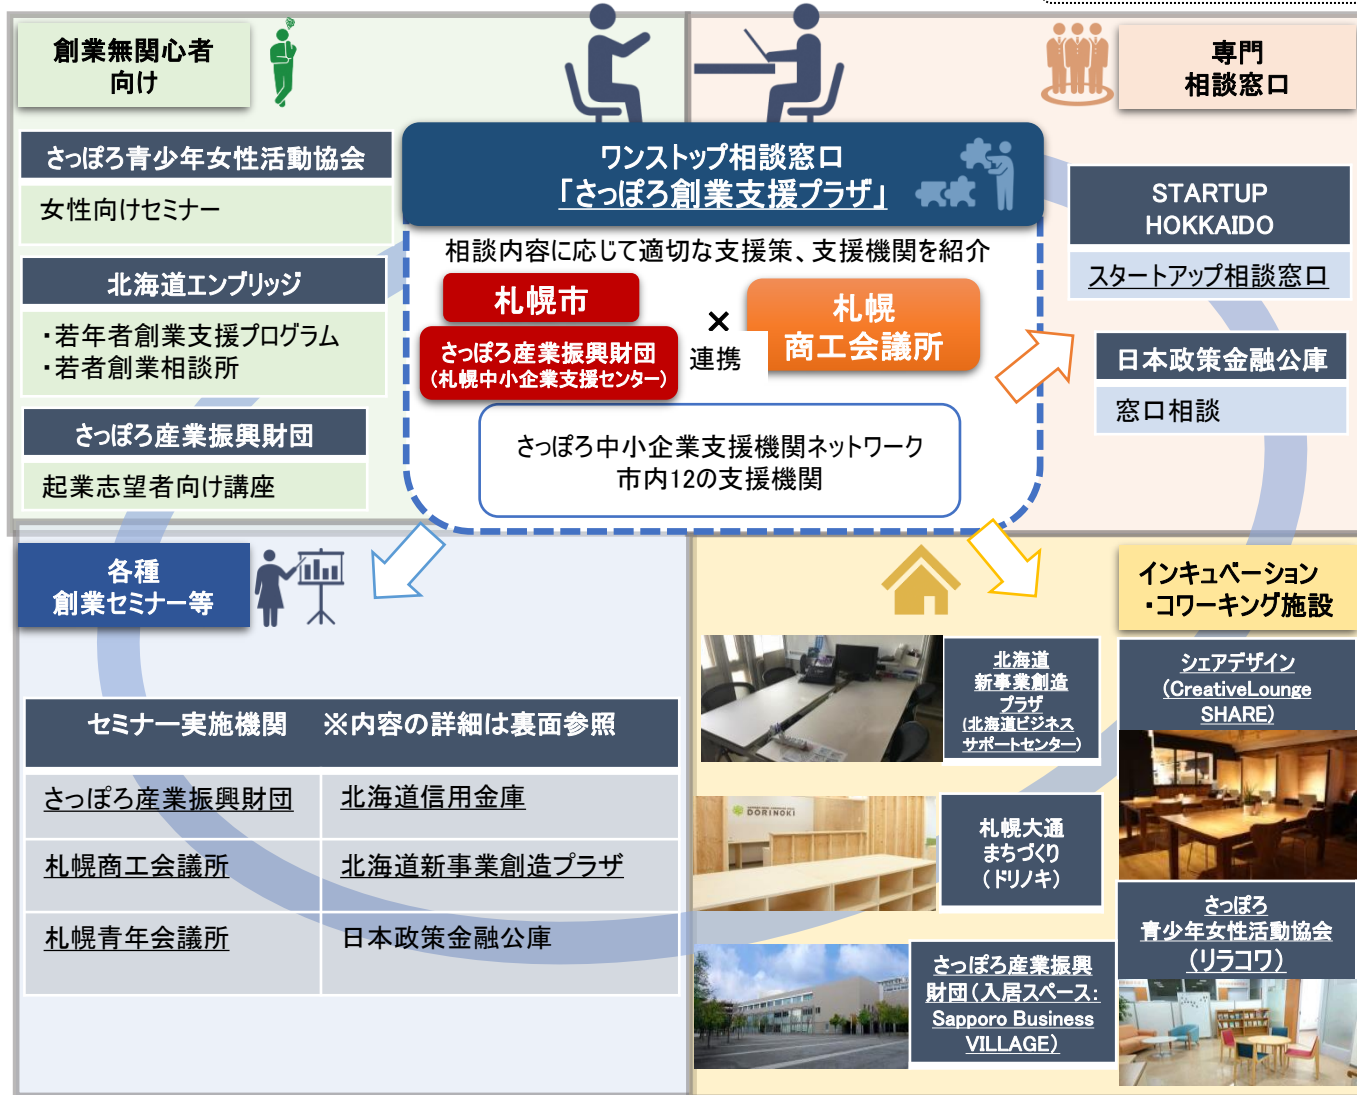 創業無関心者
向け
専門
相談窓口
ワンストップ相談窓口
「さっぽろ創業支援プラザ」
相談内容に応じて適切な支援策、支援機関を紹介
札幌市
さっぽろ産業振興財団
(札幌中小企業支援センター)
×
連携
札幌
商工会議所
さっぽろ中小企業支援機関ネットワーク
市内12の支援機関
さっぽろ青少年女性活動協会
女性向けセミナー
北海道エンブリッジ
・若年者創業支援プログラム
・若者創業相談所
さっぽろ産業振興財団
起業志望者向け講座
STARTUP
HOKKAIDO
スタートアップ相談窓口
日本政策金融公庫
窓口相談
各種
創業セミナー等
セミナー実施機関 ※内容の詳細は裏面参照
さっぽろ産業振興財団 北海道信用金庫
札幌商工会議所 北海道新事業創造プラザ
札幌青年会議所 日本政策金融公庫
インキュベーション
・コワーキング施設
北海道
新事業創造
プラザ
(北海道ビジネス
サポートセンター)
シェアデザイン
(CreativeLounge
SHARE)
DORINOKI
札幌大通
まちづくり
(ドリノキ)
さっぽろ
青少年女性活動協会
(リラコワ)
さっぽろ産業振興
財団(入居スペース:
Sapporo Business
VILLAGE)